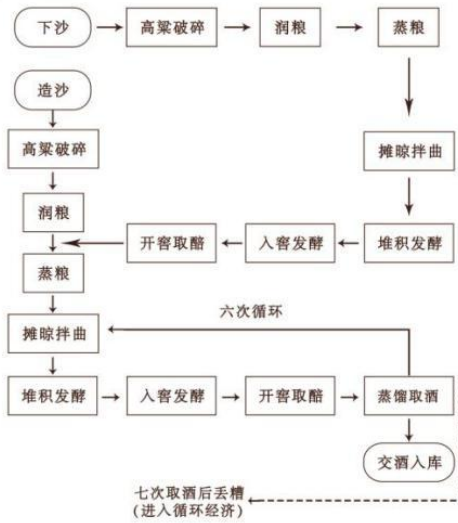 下沙
高粱破碎
润粮
蒸粮
造沙
高粱破碎
摊晾拌曲
润粮
开窖取醅
入窖发酵
堆积发酵
蒸粮
六次循环
摊晾拌曲
堆积发酵
入窖发酵
开窖取醅
蒸馏取酒
交酒入库
七次取酒后丢糟
(进入循环经济)